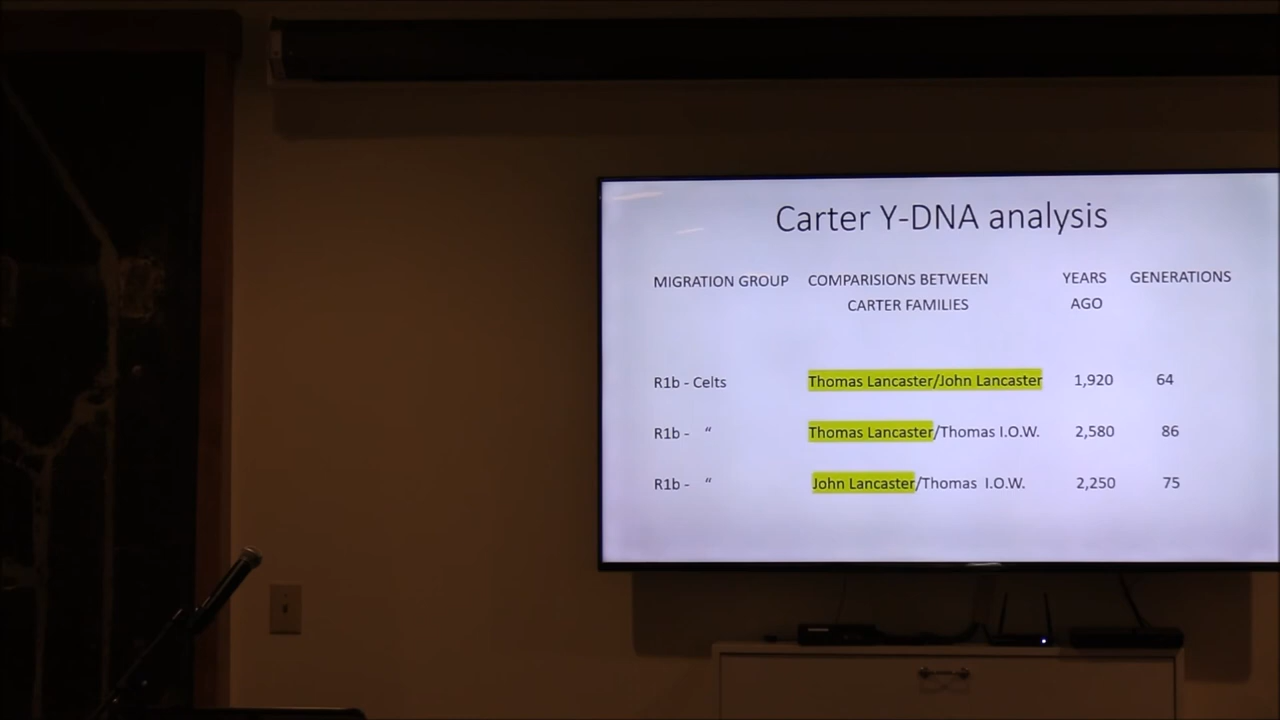 Carter Y-DNA analysis
MIGRATION GROUP COMPARISIONS BETWEEN YEARS GENERATIONS
CARTER FAMILIES AGO
R1b - Celts Thomas Lancaster/John Lancaster 1,920 64
R1b - “ Thomas Lancaster/Thomas I.O.W. 2,580 86
R1b - “ John Lancaster/Thomas I.O.W. 2,250 75